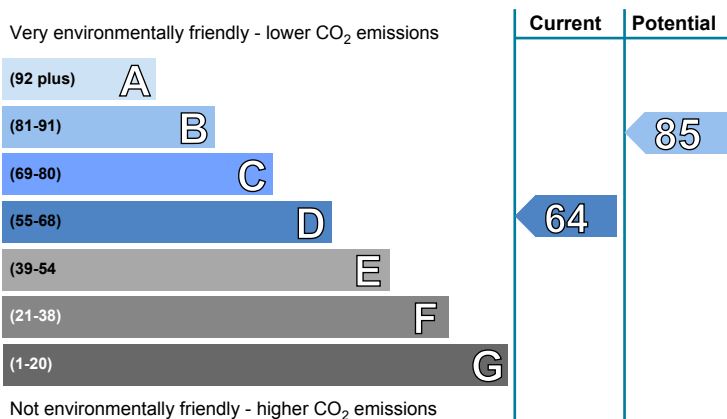 Current Potential
Very environmentally friendly - lower CO2 emissions
(92 plus) A
(81-91) B
85
(69-80) C
(55-68) D
64
(39-54 E
(21-38) F
(1-20) G
Not environmentally friendly - higher CO2 emissions